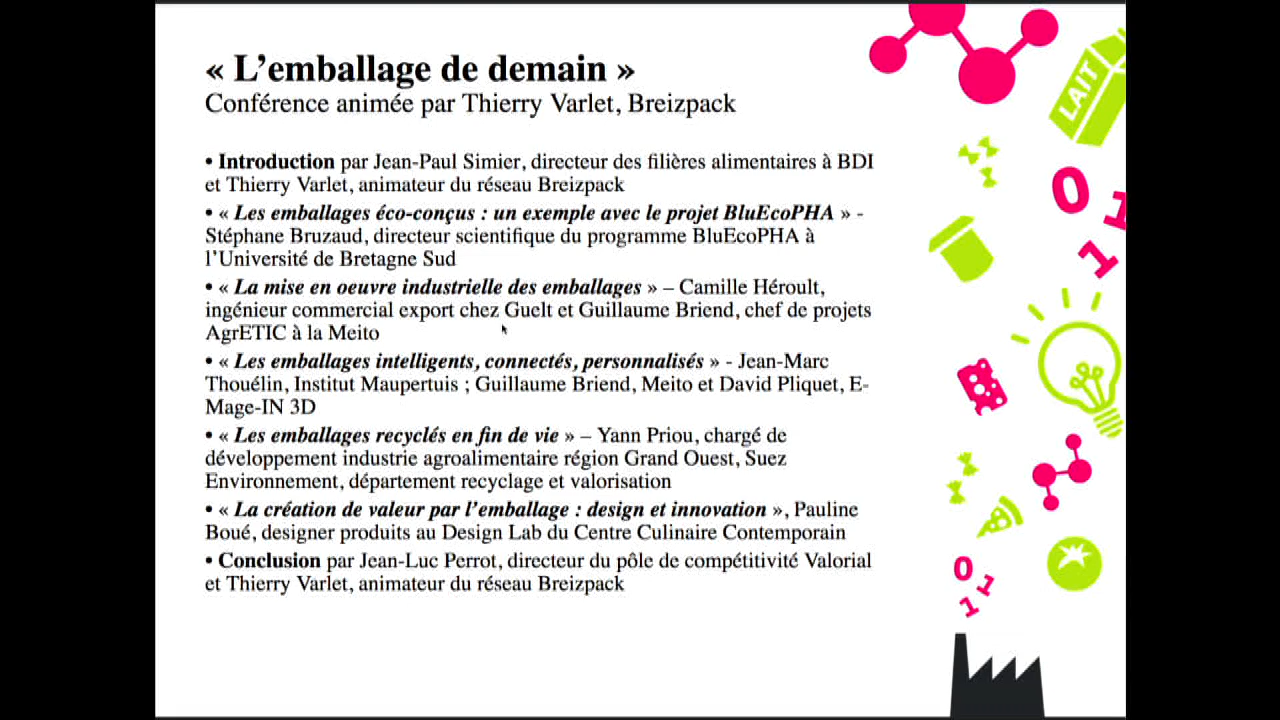 « L’emballage de demain »
Conférence animée par Thierry Varlet, Breizpack
• Introduction par Jean-Paul Simier, directeur des filières alimentaires à BDI
et Thierry Varlet, animateur du réseau Breizpack
• « Les emballages éco-conçus : un exemple avec le projet BluEcoPHA » -
Stéphane Bruzaud, directeur scientifique du programme BluEcoPHA à
l’Université de Bretagne Sud
• « La mise en oeuvre industrielle des emballages » – Camille Héroult,
ingénieur commercial export chez Guelt et Guillaume Briend, chef de projets
AgrETIC à la Meito
• « Les emballages intelligents, connectés, personnalisés » - Jean-Marc
Thouélin, Institut Maupertuis ; Guillaume Briend, Meito et David Pliquet, E-
Mage-IN 3D
• « Les emballages recyclés en fin de vie » – Yann Priou, chargé de
développement industrie agroalimentaire région Grand Ouest, Suez
Environnement, département recyclage et valorisation
• « La création de valeur par l’emballage : design et innovation », Pauline
Boué, designer produits au Design Lab du Centre Culinaire Contemporain
• Conclusion par Jean-Luc Perrot, directeur du pôle de compétitivité Valorial
et Thierry Varlet, animateur du réseau Breizpack
LAIT
0 1
1
0 1
1